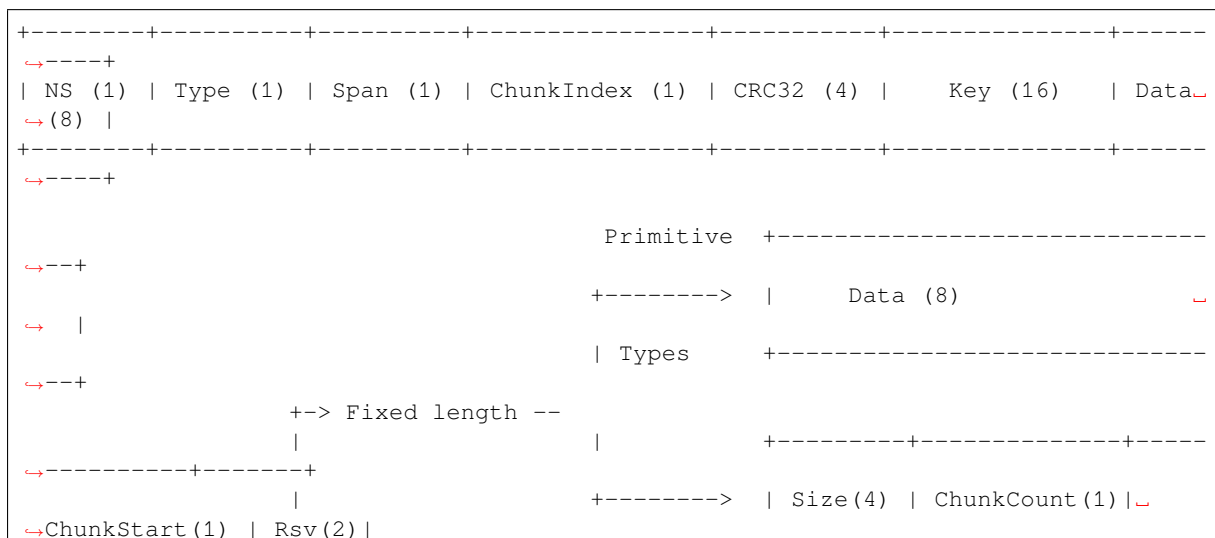 +--------+----------+----------+---------------+-----------+---------------+------
↪----+
| NS (1) | Type (1) | Span (1) | ChunkIndex (1) | CRC32 (4) |    Key (16)   | Data␣
↪(8) |
+--------+----------+----------+---------------+-----------+---------------+------
↪----+
                                         Primitive  +-----------------------------
↪--+
                                        +-------->  |     Data (8)                ␣
↪  |
                                        | Types     +-----------------------------
↪--+
                    +-> Fixed length --
                    |                   |           +---------+--------------+-----
↪----------+-------+
                    |                   +-------->  | Size(4) | ChunkCount(1)|␣
↪ChunkStart(1) | Rsv(2)|